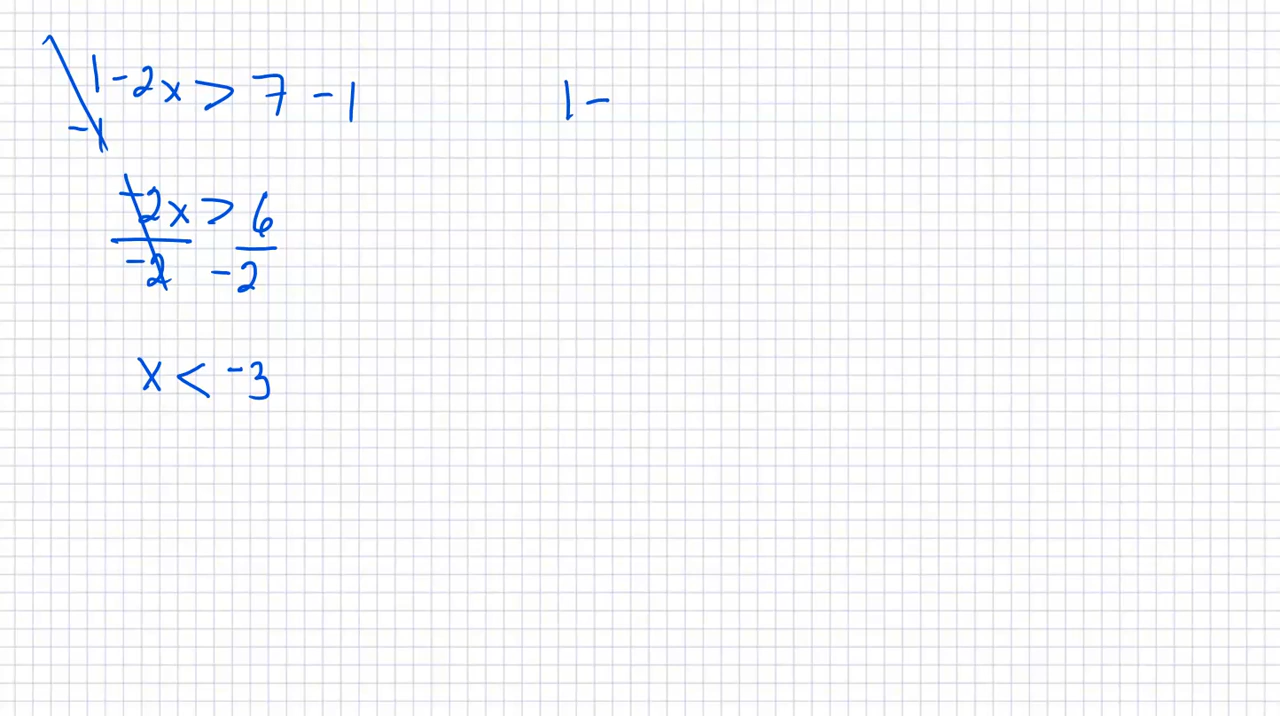 1 - 2x > 7 - 1
-1
-2x > 6
-2 -2
x < -3
1 -